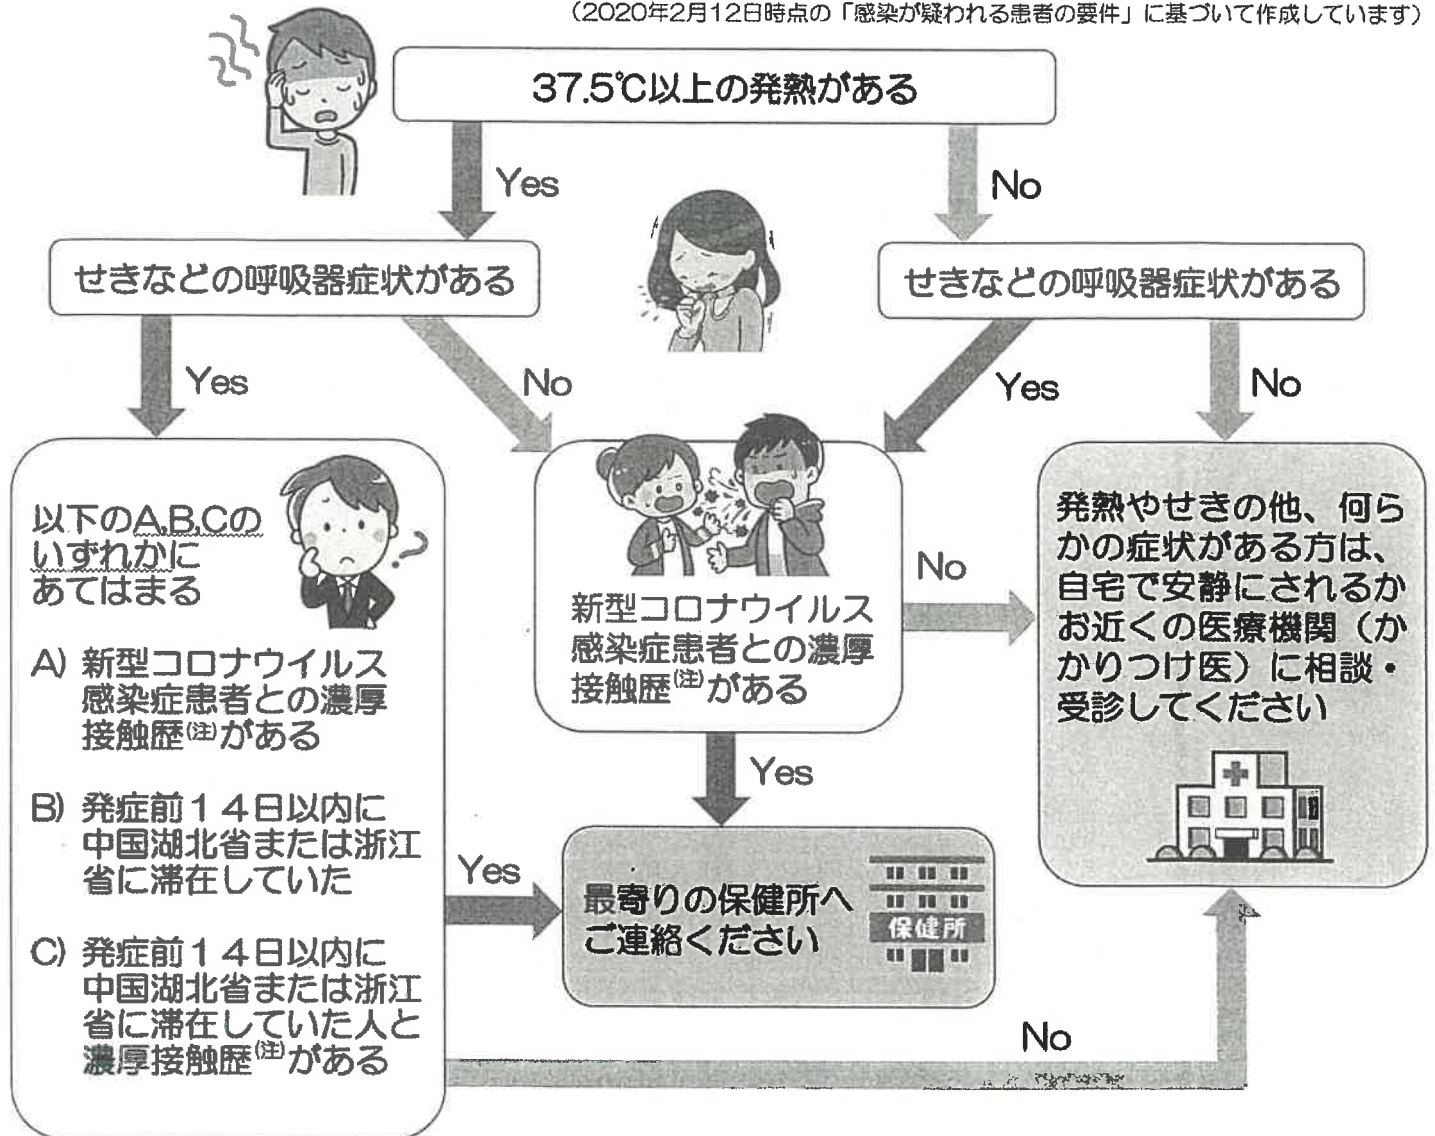 （2020年2月12日時点の「感染が疑われる患者の要件」に基づいて作成しています）
37.5℃以上の発熱がある
Yes
No
せきなどの呼吸器症状がある
せきなどの呼吸器症状がある
Yes
No
Yes
No
以下のA,B,Cの
いずれかに
あてはまる
?
A) 新型コロナウイルス
感染症患者との濃厚
接触歴(注)がある
B) 発症前１４日以内に
中国湖北省または浙江
省に滞在していた
C) 発症前１４日以内に
中国湖北省または浙江
省に滞在していた人と
濃厚接触歴(注)がある
新型コロナウイルス
感染症患者との濃厚
接触歴(注)がある
No
Yes
発熱やせきの他、何ら
かの症状がある方は、
自宅で安静にされるか
お近くの医療機関（か
かりつけ医）に相談・
受診してください
Yes
最寄りの保健所へ
ご連絡ください
保健所
No